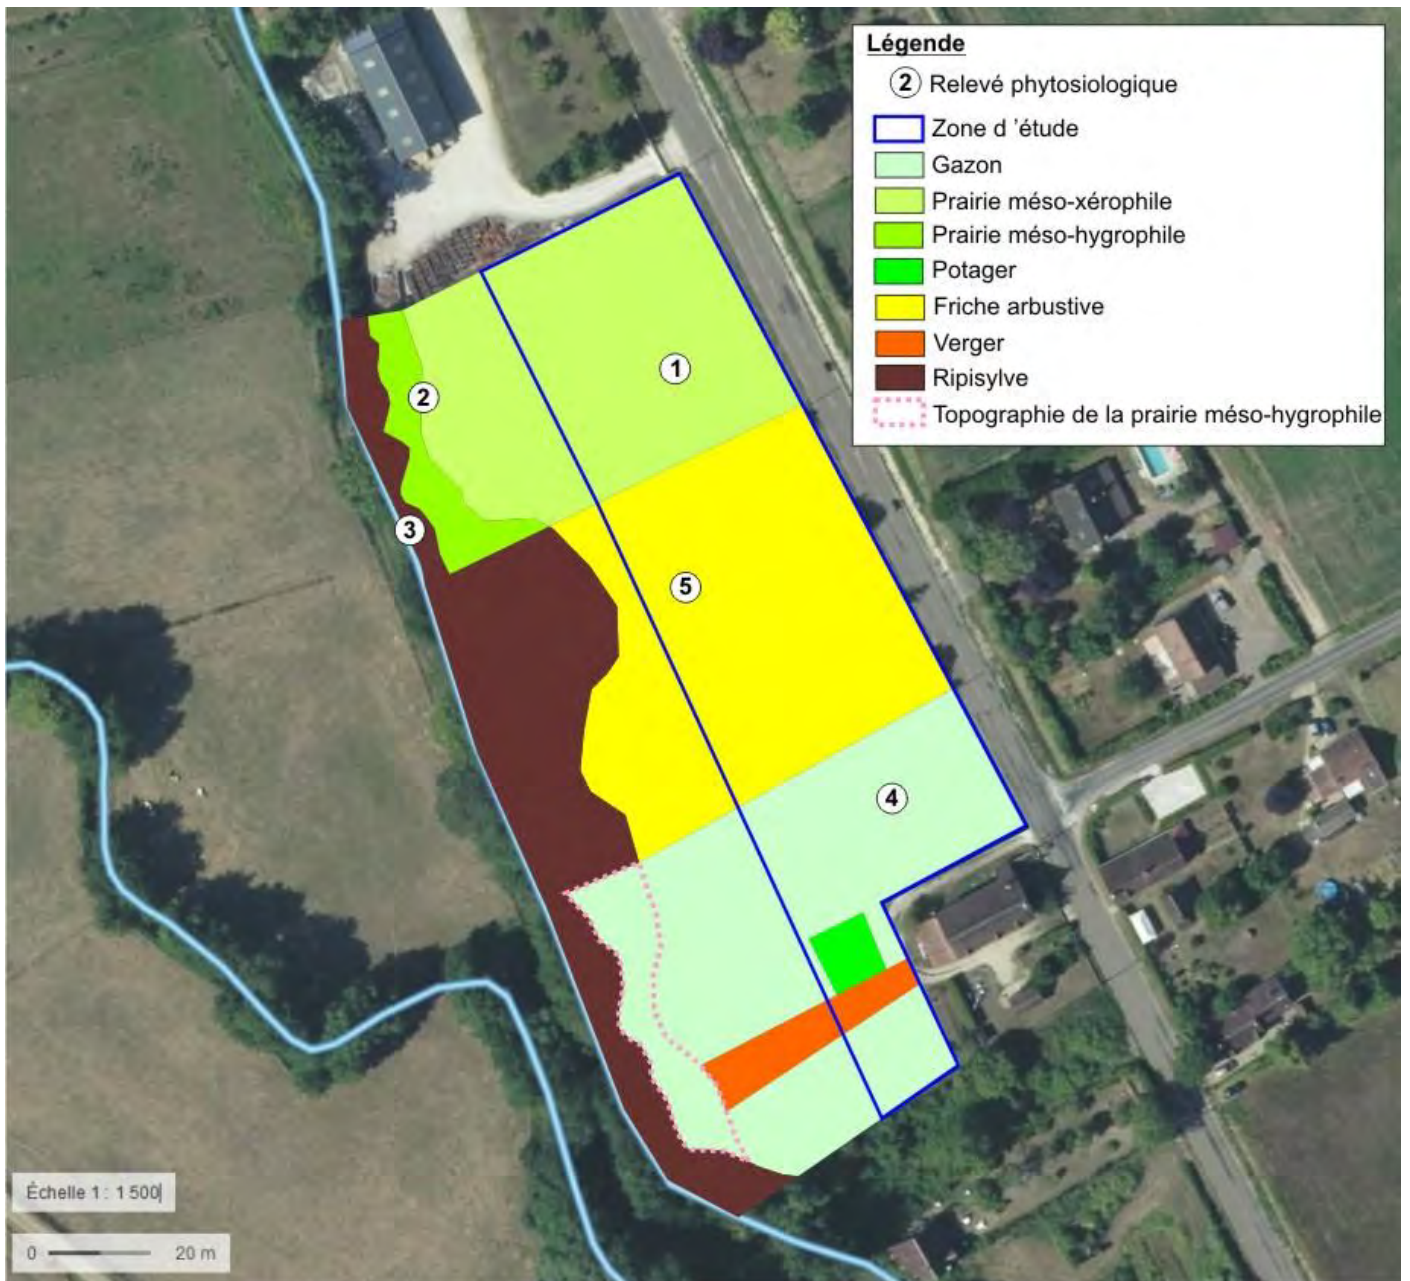 Légende
2 Relevé phytosiologique
Zone d ’étude
Gazon
Prairie méso-xérophile
Prairie méso-hygrophile
Potager
Friche arbustive
Verger
Ripisylve
Topographie de la prairie méso-hygrophile
1
2
3
5
4
Échelle 1 : 1 500
0 20 m